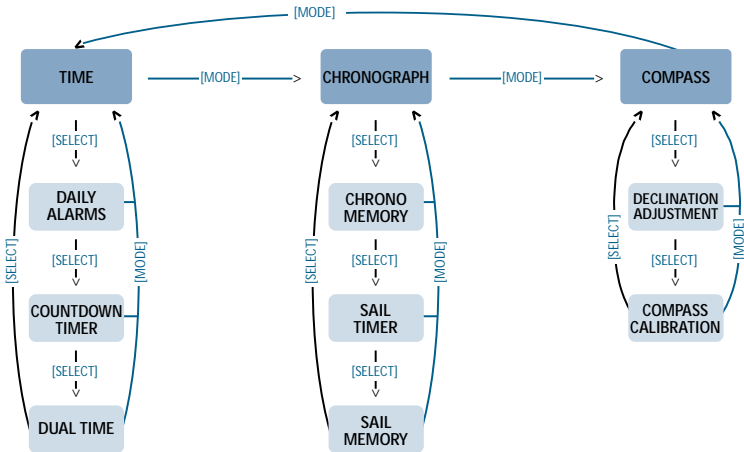 [MODE]
TIME
[MODE]
CHRONOGRAPH
[MODE]
COMPASS
[SELECT]
[SELECT]
[SELECT]
DAILY
ALARMS
CHRONO
MEMORY
DECLINATION
ADJUSTMENT
[SELECT]
[SELECT]
[MODE]
[SELECT]
[SELECT]
[MODE]
[SELECT]
[SELECT]
[MODE]
COUNTDOWN
TIMER
SAIL
TIMER
COMPASS
CALIBRATION
[SELECT]
[SELECT]
DUAL TIME
SAIL
MEMORY